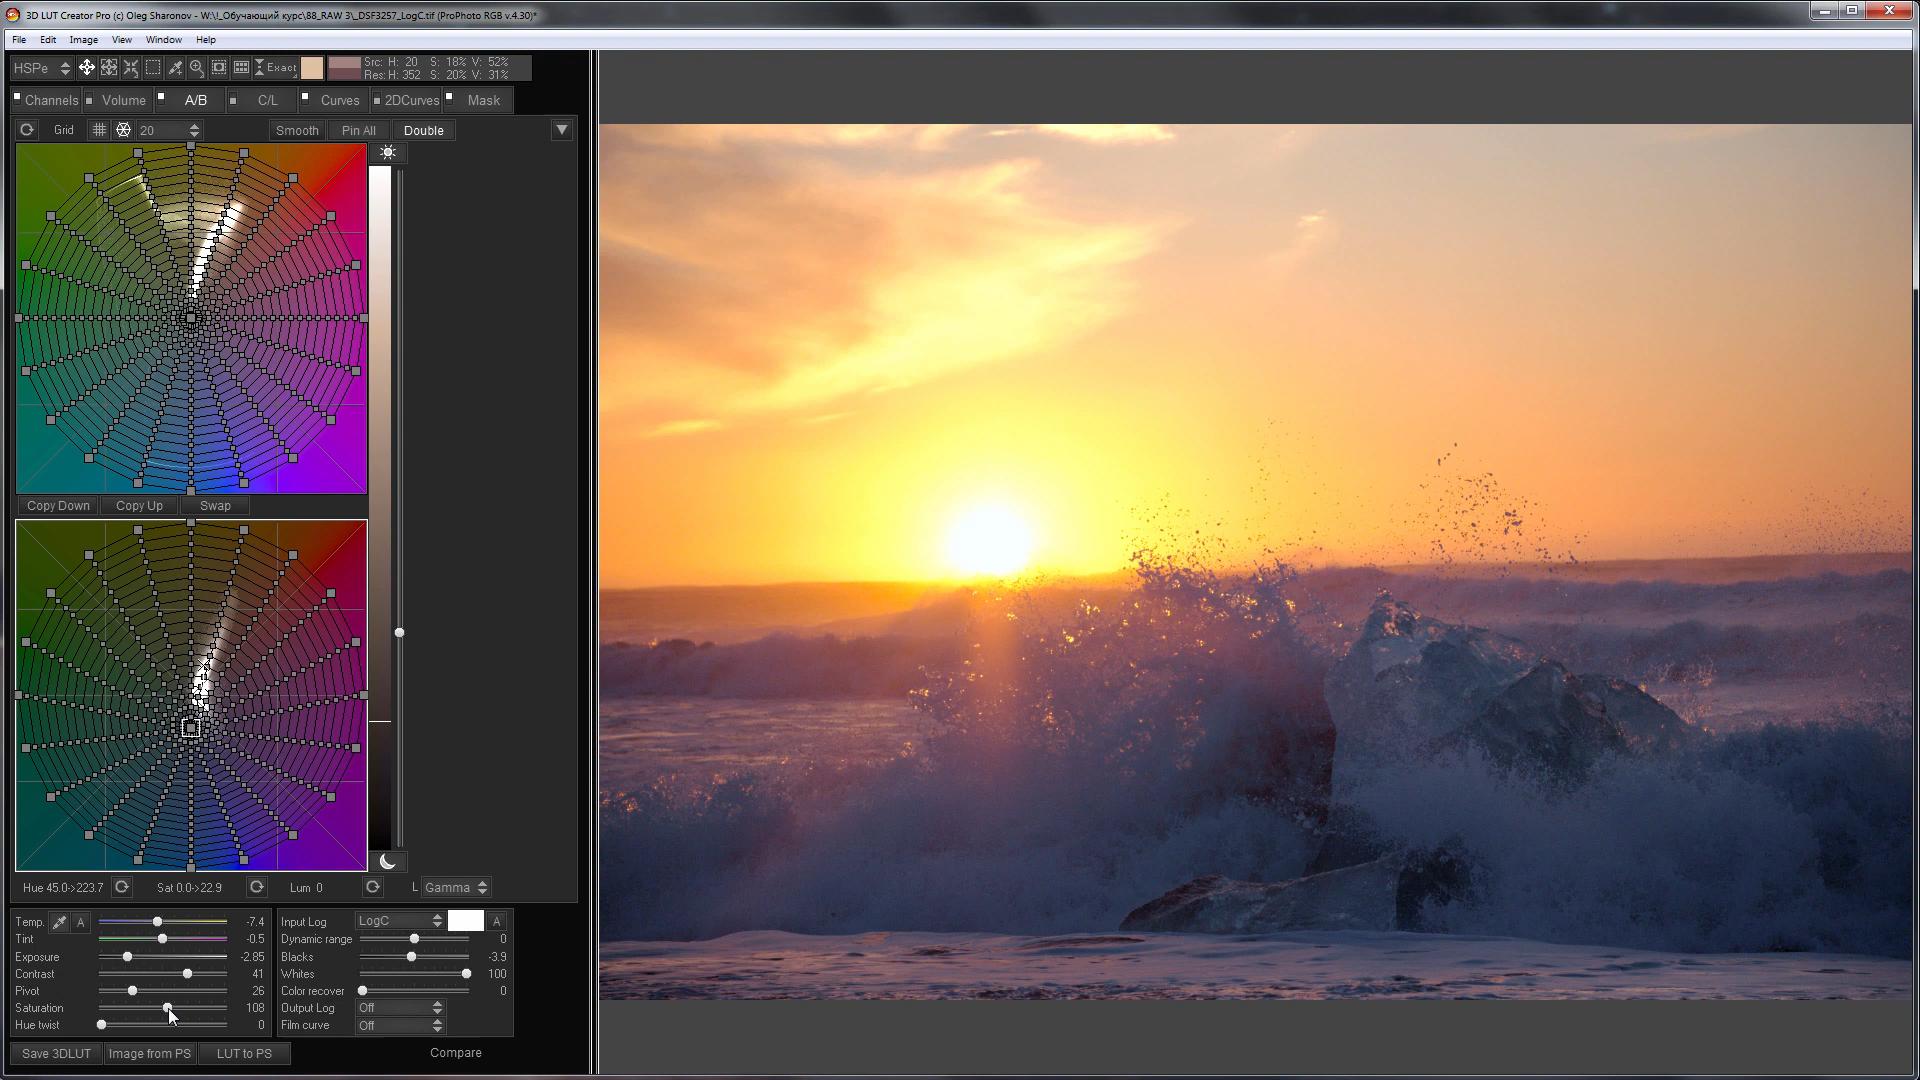 3D LUT Creator Pro (c) Oleg Sharonov - W:\!_Обучающий курс\88_RAW 3\_DSF3257_LogC.tif (ProPhoto RGB v.4.30)*
File Edit Image View Window Help
HSPe Exact Src: H: 20 S: 18% V: 52%
Res: H: 352 S: 20% V: 31%
Channels Volume A/B C/L Curves 2DCurves Mask
Grid 20 Smooth Pin All Double
Copy Down Copy Up Swap
Hue 45.0->223.7 Sat 0.0->22.9 Lum 0 L Gamma
Temp. A -7.4 Input Log LogC A
Tint -0.5 Dynamic range 0
Exposure -2.85 Blacks -3.9
Contrast 41 Whites 100
Pivot 26 Color recover 0
Saturation 108 Output Log Off
Hue twist 0 Film curve Off
Save 3DLUT Image from PS LUT to PS Compare